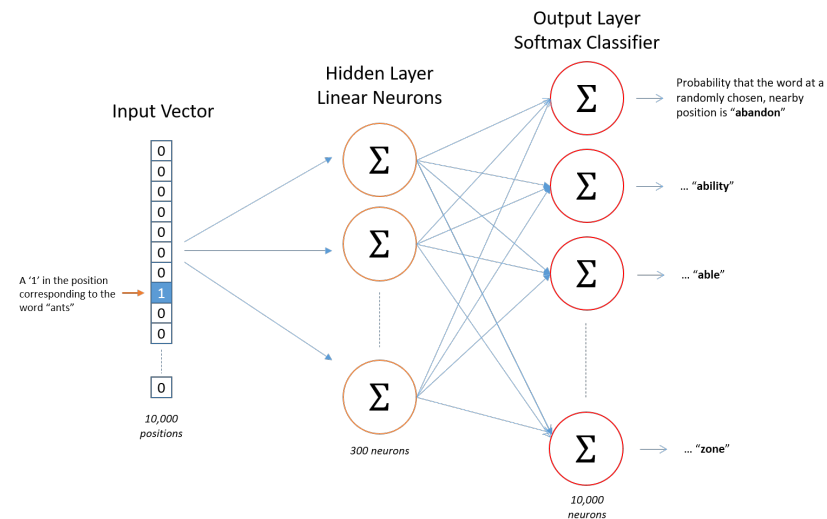 Output Layer
Softmax Classifier
Hidden Layer
Linear Neurons
Input Vector
0
0
0
0
0
0
0
1
0
0
0
A ‘1’ in the position
corresponding to the
word “ants”
10,000
positions
Σ
Σ
Σ
300 neurons
Σ
Σ
Σ
Σ
10,000
neurons
Probability that the word at a
randomly chosen, nearby
position is “abandon”
... “ability”
... “able”
... “zone”